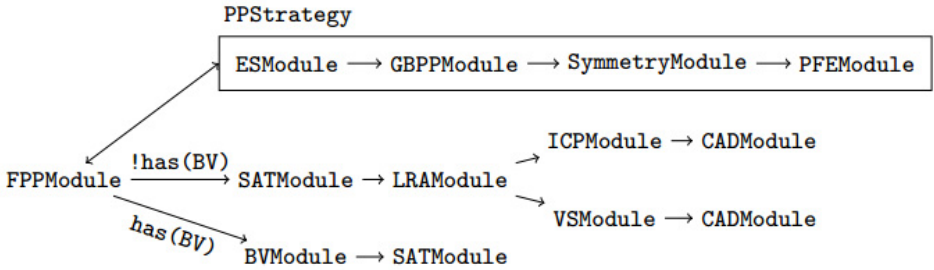 PPStrategy
ESModule → GBPPModule → SymmetryModule → PFEModule
ICPModule → CADModule
!has(BV)
FPPModule → SATModule → LRAModule
VSModule → CADModule
has(BV)
BVModule → SATModule